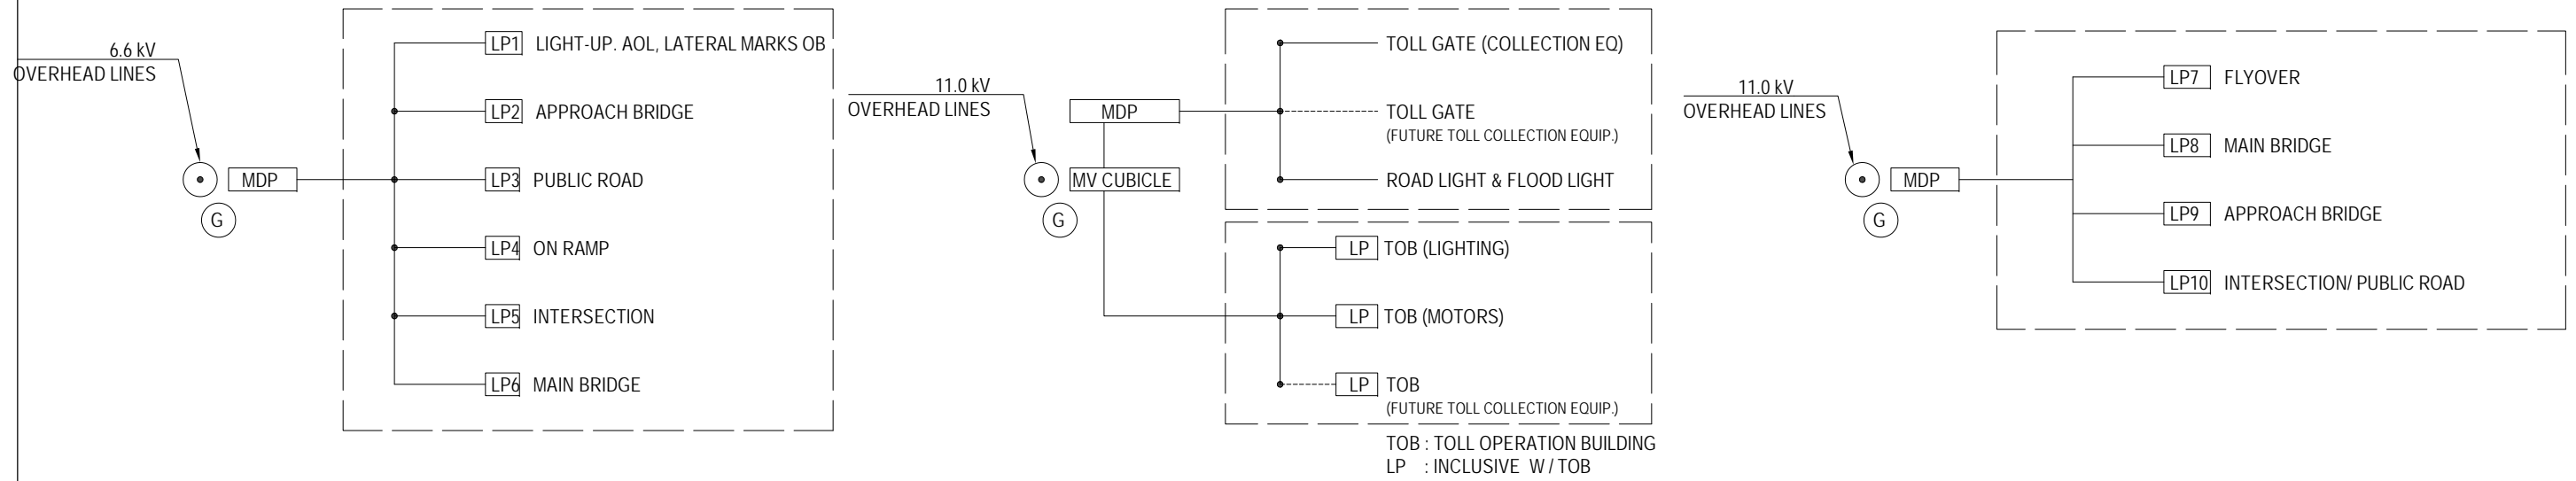 6.6 kV
OVERHEAD LINES
MDP
G
LP1 LIGHT-UP. AOL, LATERAL MARKS OB
LP2 APPROACH BRIDGE
LP3 PUBLIC ROAD
LP4 ON RAMP
LP5 INTERSECTION
LP6 MAIN BRIDGE
11.0 kV
OVERHEAD LINES
MDP
MV CUBICLE
G
TOLL GATE (COLLECTION EQ)
TOLL GATE
(FUTURE TOLL COLLECTION EQUIP.)
ROAD LIGHT & FLOOD LIGHT
LP TOB (LIGHTING)
LP TOB (MOTORS)
LP TOB
(FUTURE TOLL COLLECTION EQUIP.)
TOB : TOLL OPERATION BUILDING
LP : INCLUSIVE W / TOB
11.0 kV
OVERHEAD LINES
MDP
G
LP7 FLYOVER
LP8 MAIN BRIDGE
LP9 APPROACH BRIDGE
LP10 INTERSECTION/ PUBLIC ROAD